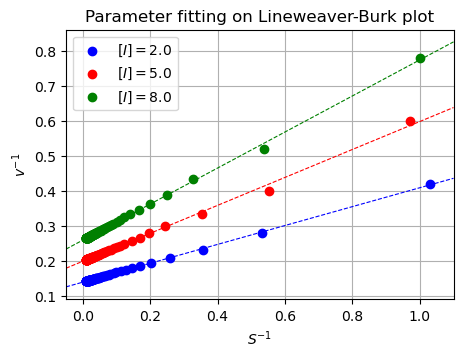 Parameter fitting on Lineweaver-Burk plot
[I] = 2.0
[I] = 5.0
[I] = 8.0
0.8
0.7
0.6
0.5
0.4
0.3
0.2
0.1
v⁻¹
0.0 0.2 0.4 0.6 0.8 1.0
S⁻¹